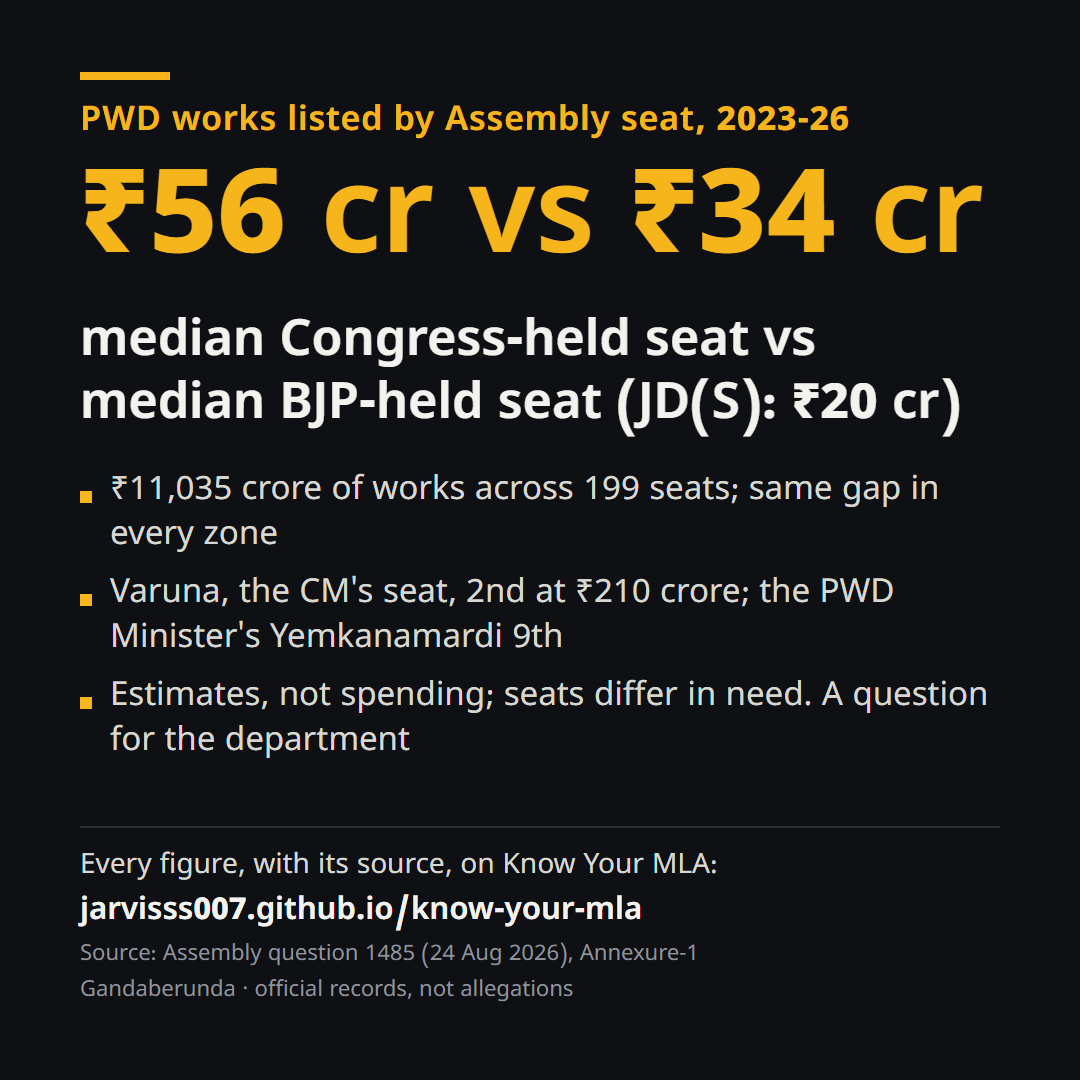 PWD works listed by Assembly seat, 2023-26
₹56 cr vs ₹34 cr
median Congress-held seat vs
median BJP-held seat (JD(S): ₹20 cr)
₹11,035 crore of works across 199 seats; same gap in
every zone
Varuna, the CM's seat, 2nd at ₹210 crore; the PWD
Minister's Yemkanamardi 9th
Estimates, not spending; seats differ in need. A question
for the department
Every figure, with its source, on Know Your MLA:
jarvisss007.github.io/know-your-mla
Source: Assembly question 1485 (24 Aug 2026), Annexure-1
Gandaberunda · official records, not allegations